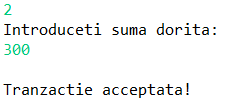 2
Introduceti suma dorita:
300
Tranzactie acceptata!